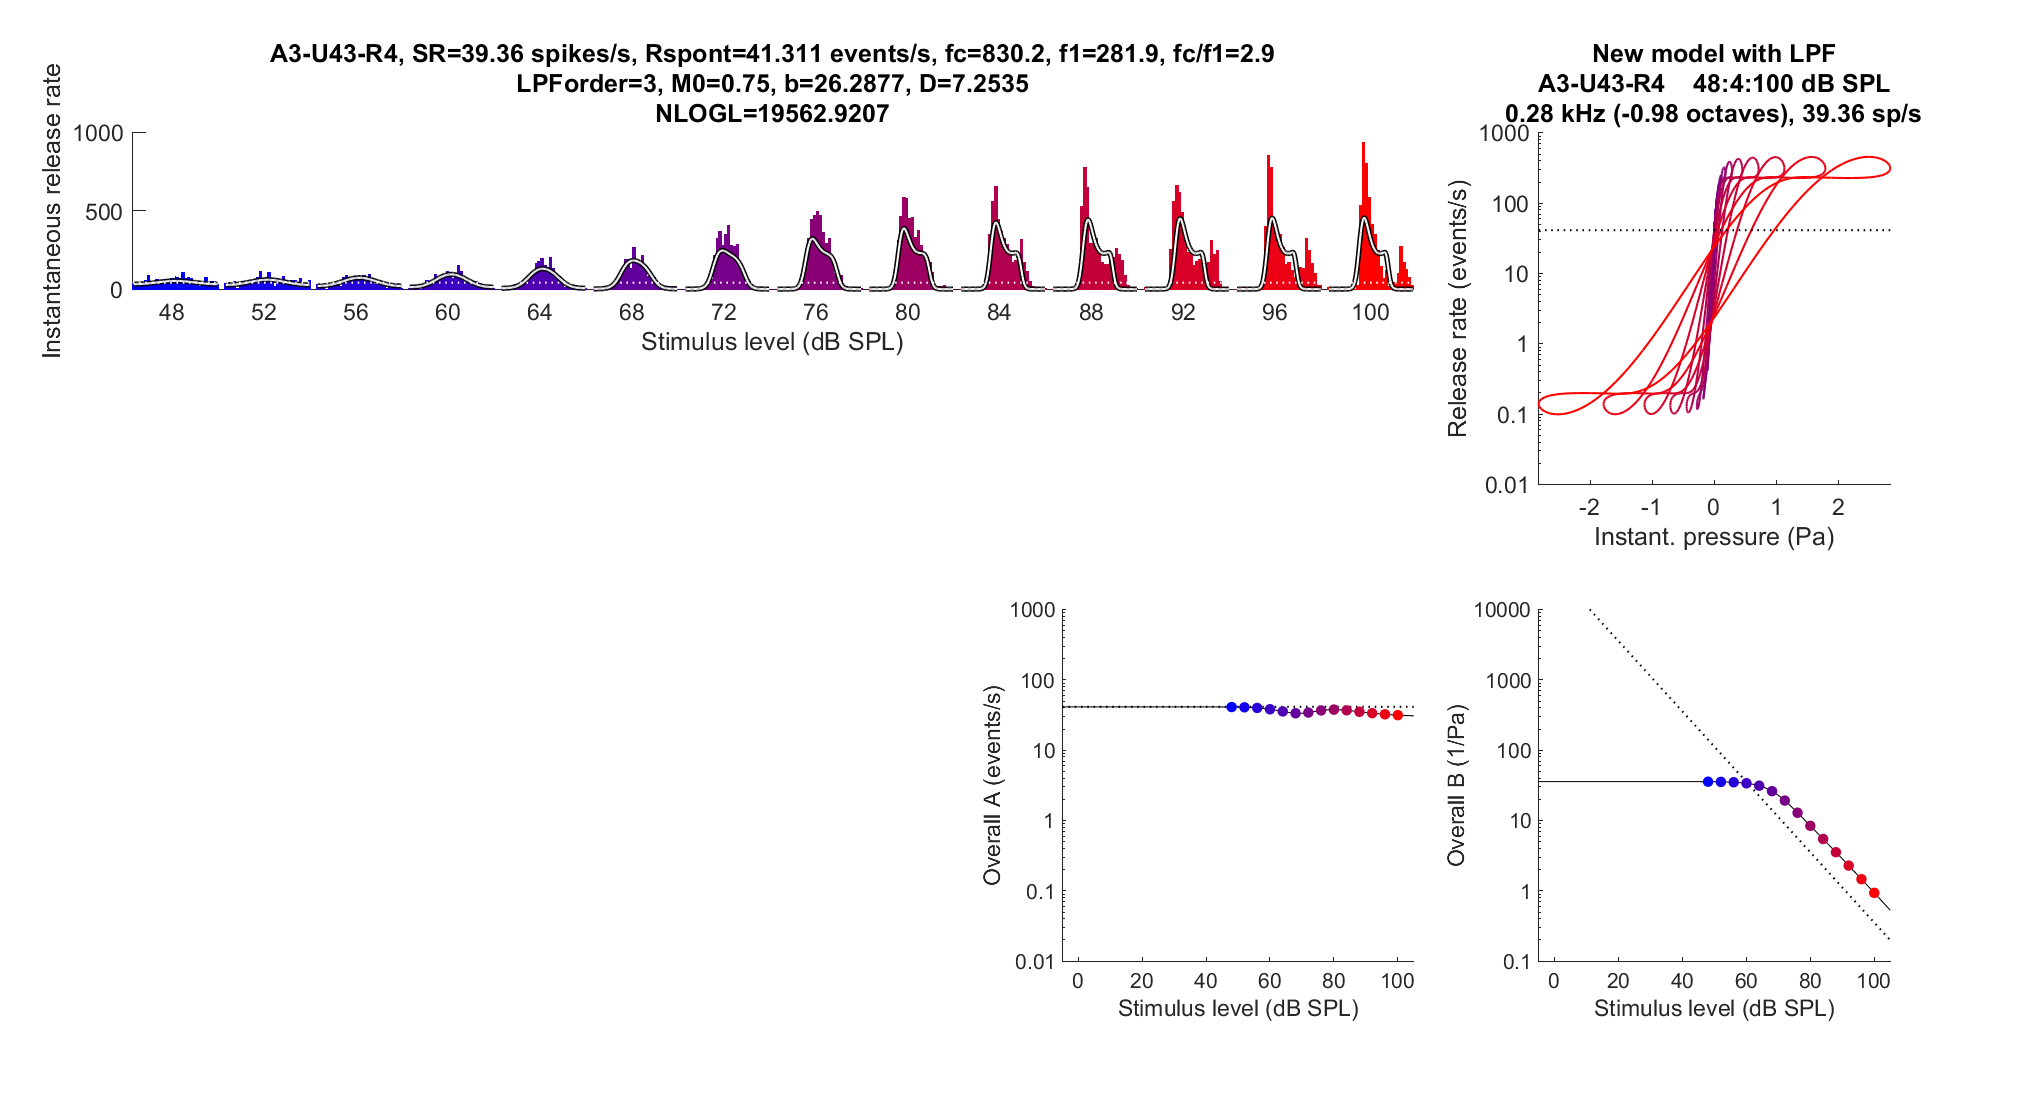 A3-U43-R4, SR=39.36 spikes/s, Rspont=41.311 events/s, fc=830.2, f1=281.9, fc/f1=2.9
LPForder=3, M0=0.75, b=26.2877, D=7.2535
NLOGL=19562.9207
Instantaneous release rate
1000
500
0
48 52 56 60 64 68 72 76 80 84 88 92 96 100
Stimulus level (dB SPL)
New model with LPF
A3-U43-R4 48:4:100 dB SPL
0.28 kHz (-0.98 octaves), 39.36 sp/s
Release rate (events/s)
1000
100
10
1
0.1
0.01
-2 -1 0 1 2
Instant. pressure (Pa)
Overall A (events/s)
1000
100
10
1
0.1
0.01
0 20 40 60 80 100
Stimulus level (dB SPL)
Overall B (1/Pa)
10000
1000
100
10
1
0.1
0 20 40 60 80 100
Stimulus level (dB SPL)